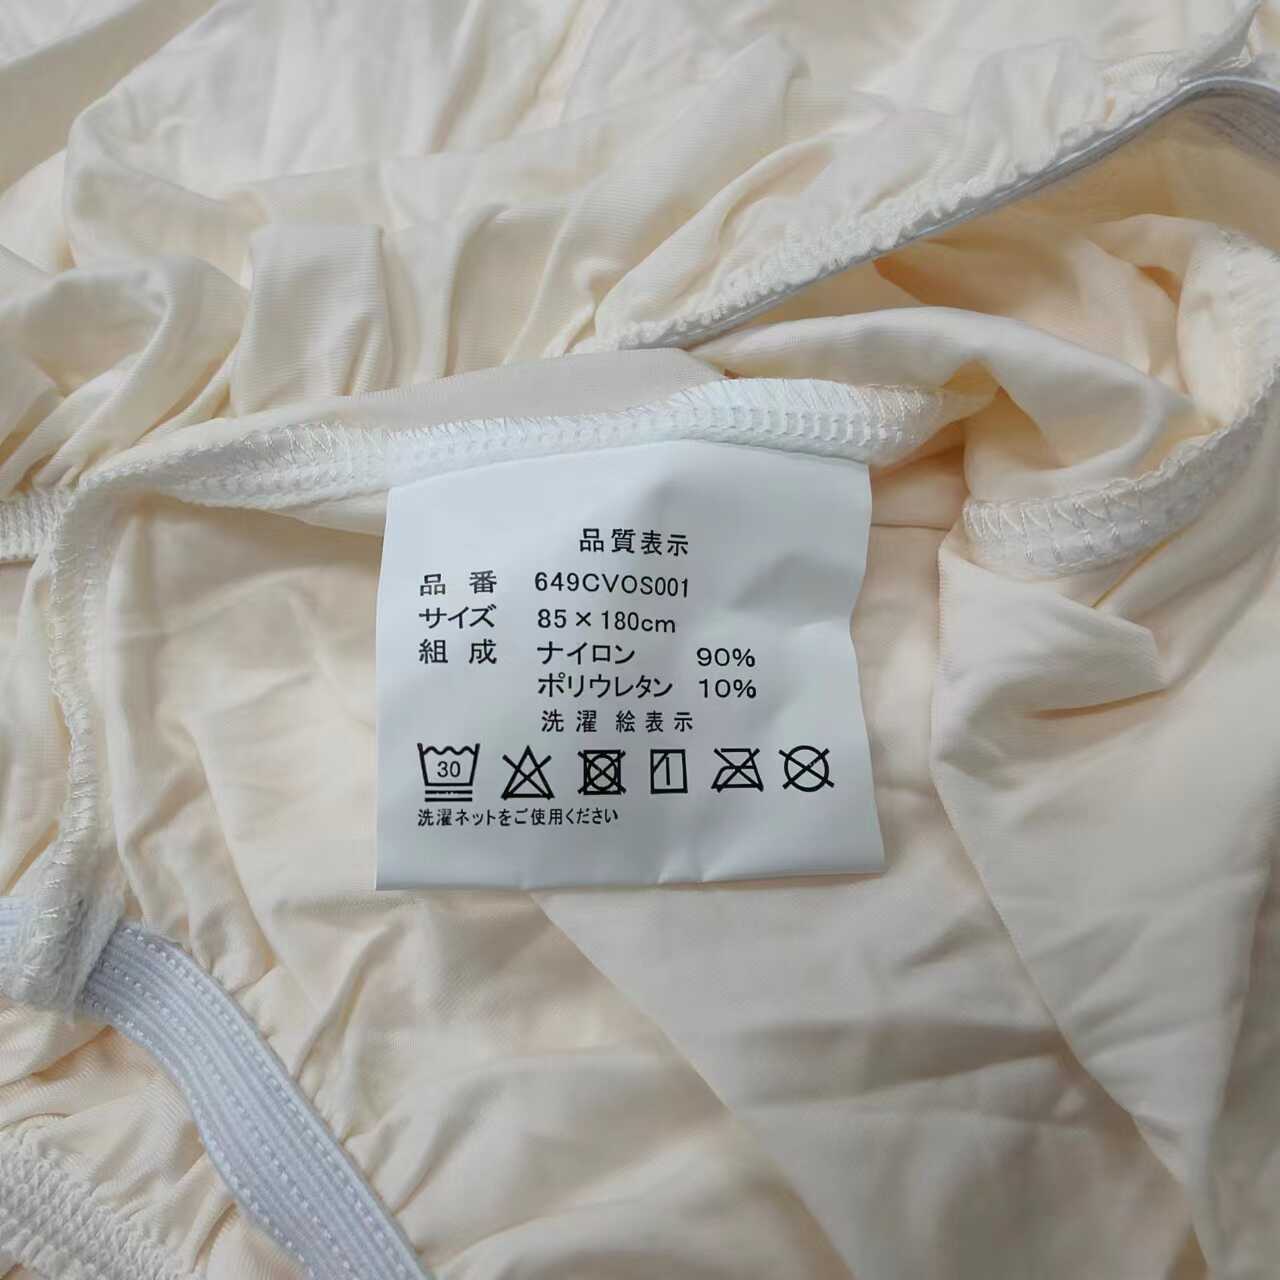 品質表示
品 番 649CVOS001
サイズ 85×180cm
組 成 ナイロン 90%
ポリウレタン 10%
洗 濯 絵表示
30 1
洗濯ネットをご使用ください